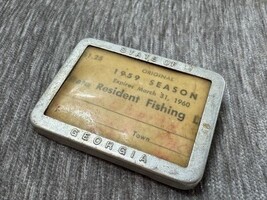 STATE OF
ORIGINAL
1959 SEASON
Expires March 31, 1960
Resident Fishing
Town
GEORGIA